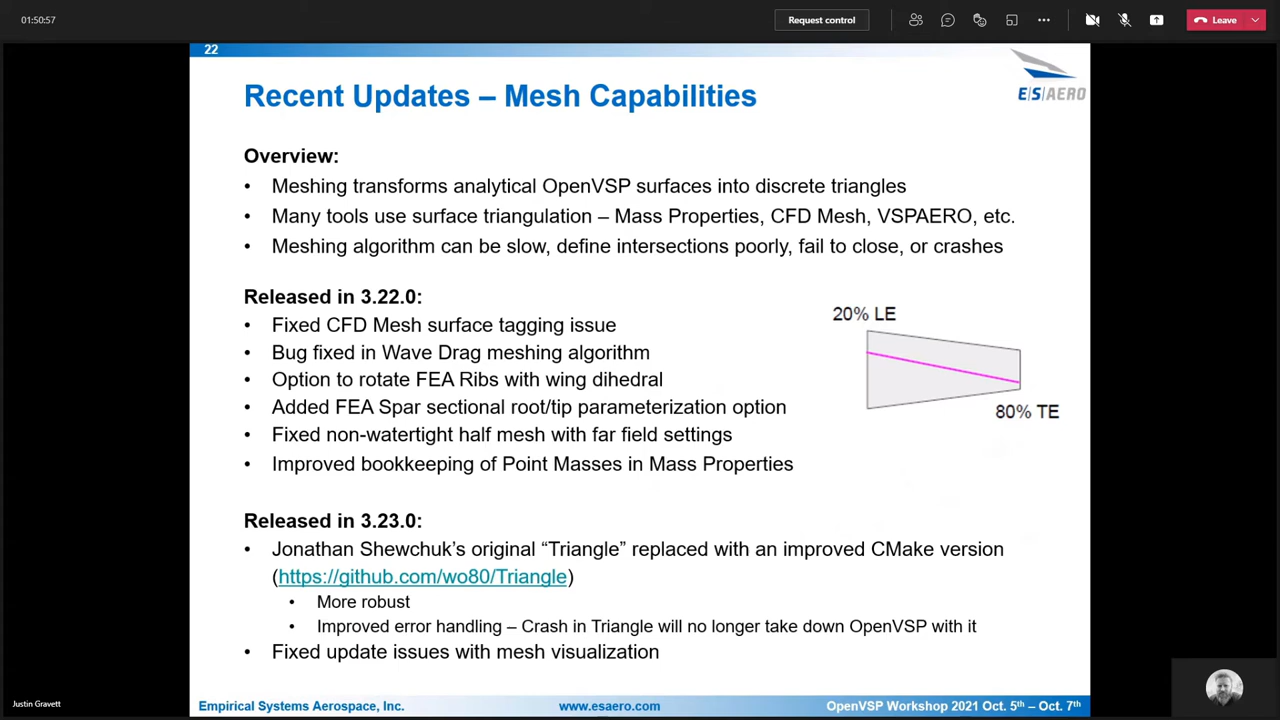 01:50:57
Request control
Leave
22
E|S|AERO
Recent Updates – Mesh Capabilities
Overview:
• Meshing transforms analytical OpenVSP surfaces into discrete triangles
• Many tools use surface triangulation – Mass Properties, CFD Mesh, VSPAERO, etc.
• Meshing algorithm can be slow, define intersections poorly, fail to close, or crashes
Released in 3.22.0:
• Fixed CFD Mesh surface tagging issue
• Bug fixed in Wave Drag meshing algorithm
• Option to rotate FEA Ribs with wing dihedral
• Added FEA Spar sectional root/tip parameterization option
• Fixed non-watertight half mesh with far field settings
• Improved bookkeeping of Point Masses in Mass Properties
20% LE
80% TE
Released in 3.23.0:
• Jonathan Shewchuk's original “Triangle” replaced with an improved CMake version
(https://github.com/wo80/Triangle)
• More robust
• Improved error handling – Crash in Triangle will no longer take down OpenVSP with it
• Fixed update issues with mesh visualization
Justin Gravett
Empirical Systems Aerospace, Inc.
www.esaero.com
OpenVSP Workshop 2021 Oct. 5th – Oct. 7th